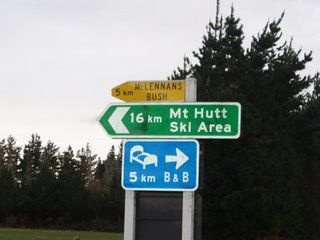 5 km McLENNANS
BUSH
16 km Mt Hutt
Ski Area
5 km B & B